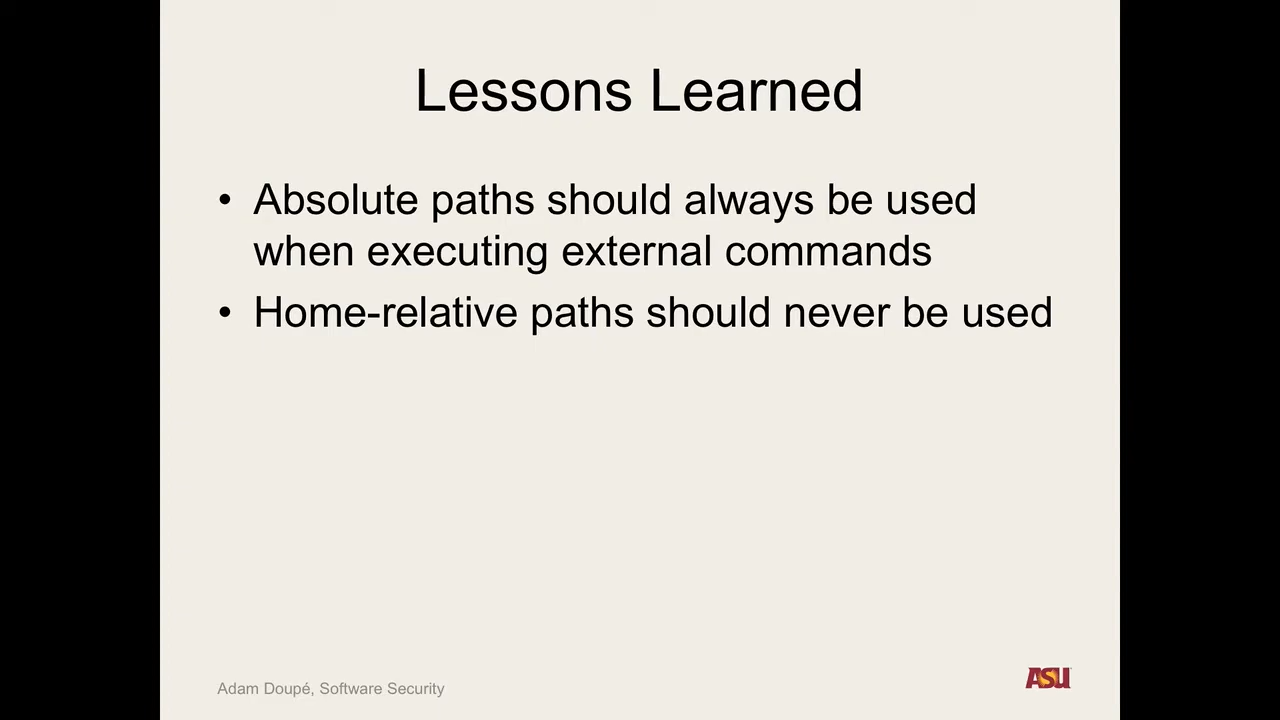 Lessons Learned
• Absolute paths should always be used
when executing external commands
• Home-relative paths should never be used
Adam Doupé, Software Security
ASU